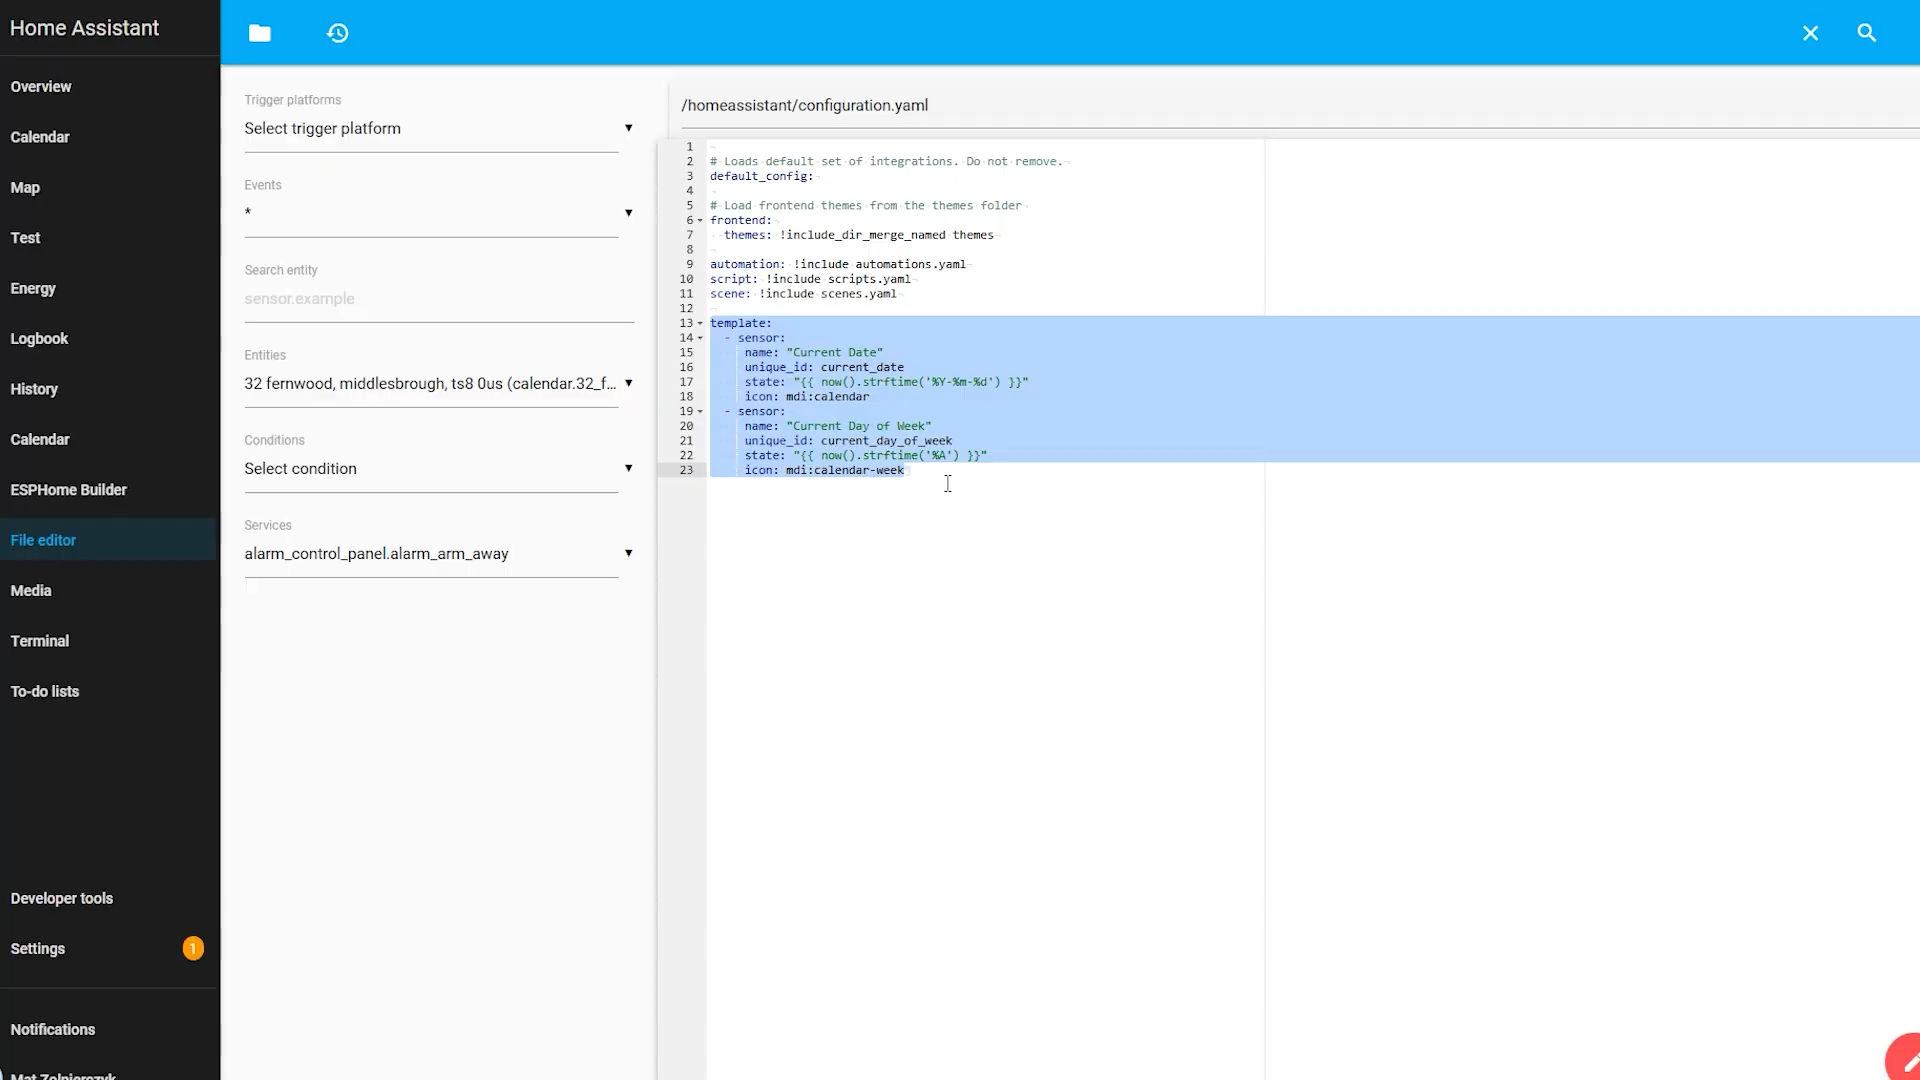 Home Assistant
Overview
Calendar
Map
Test
Energy
Logbook
History
Calendar
ESPHome Builder
File editor
Media
Terminal
To-do lists
Developer tools
Settings
1
Notifications
Mat Zolnierczyk
Trigger platforms
Select trigger platform
Events
*
Search entity
sensor.example
Entities
32 fernwood, middlesbrough, ts8 0us (calendar.32_f...
Conditions
Select condition
Services
alarm_control_panel.alarm_arm_away
/homeassistant/configuration.yaml
1
2 # Loads default set of integrations. Do not remove.
3 default_config:
4
5 # Load frontend themes from the themes folder
6 frontend:
7   themes: !include_dir_merge_named themes
8
9 automation: !include automations.yaml
10 script: !include scripts.yaml
11 scene: !include scenes.yaml
12
13 template:
14   - sensor:
15       name: "Current Date"
16       unique_id: current_date
17       state: "{{ now().strftime('%Y-%m-%d') }}"
18       icon: mdi:calendar
19   - sensor:
20       name: "Current Day of Week"
21       unique_id: current_day_of_week
22       state: "{{ now().strftime('%A') }}"
23       icon: mdi:calendar-week